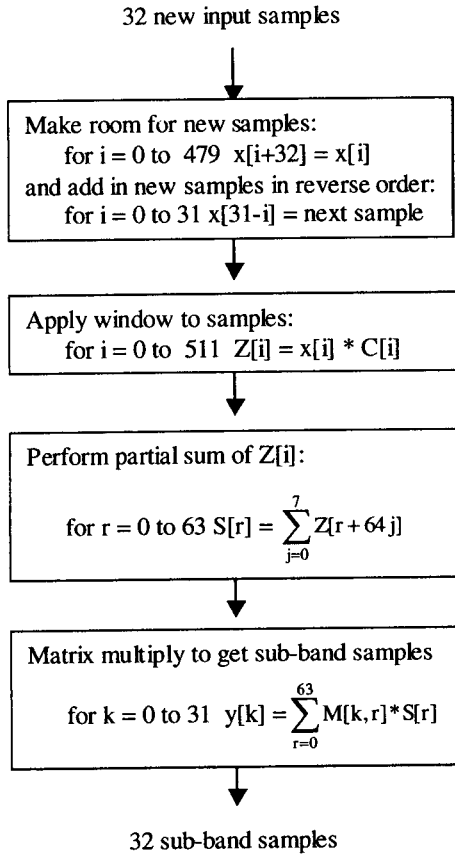 32 new input samples
Make room for new samples:
for i = 0 to 479 x[i+32] = x[i]
and add in new samples in reverse order:
for i = 0 to 31 x[31-i] = next sample
Apply window to samples:
for i = 0 to 511 Z[i] = x[i] * C[i]
Perform partial sum of Z[i]:
7
for r = 0 to 63 S[r] = ∑ Z[r + 64 j]
j=0
Matrix multiply to get sub-band samples
63
for k = 0 to 31 y[k] = ∑ M[k, r]* S[r]
r=0
32 sub-band samples